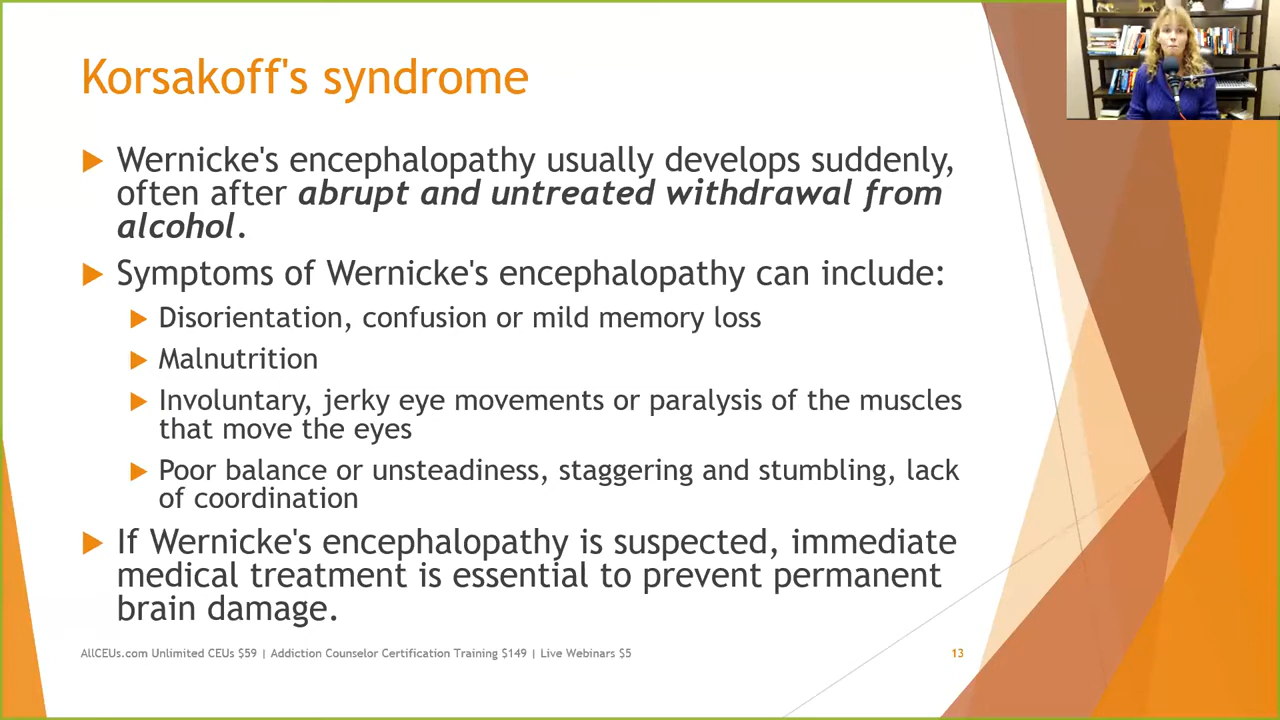 Korsakoff's syndrome
Wernicke's encephalopathy usually develops suddenly,
often after abrupt and untreated withdrawal from
alcohol.
Symptoms of Wernicke's encephalopathy can include:
Disorientation, confusion or mild memory loss
Malnutrition
Involuntary, jerky eye movements or paralysis of the muscles
that move the eyes
Poor balance or unsteadiness, staggering and stumbling, lack
of coordination
If Wernicke's encephalopathy is suspected, immediate
medical treatment is essential to prevent permanent
brain damage.
AllCEUs.com Unlimited CEUs $59 | Addiction Counselor Certification Training $149 | Live Webinars $5
13